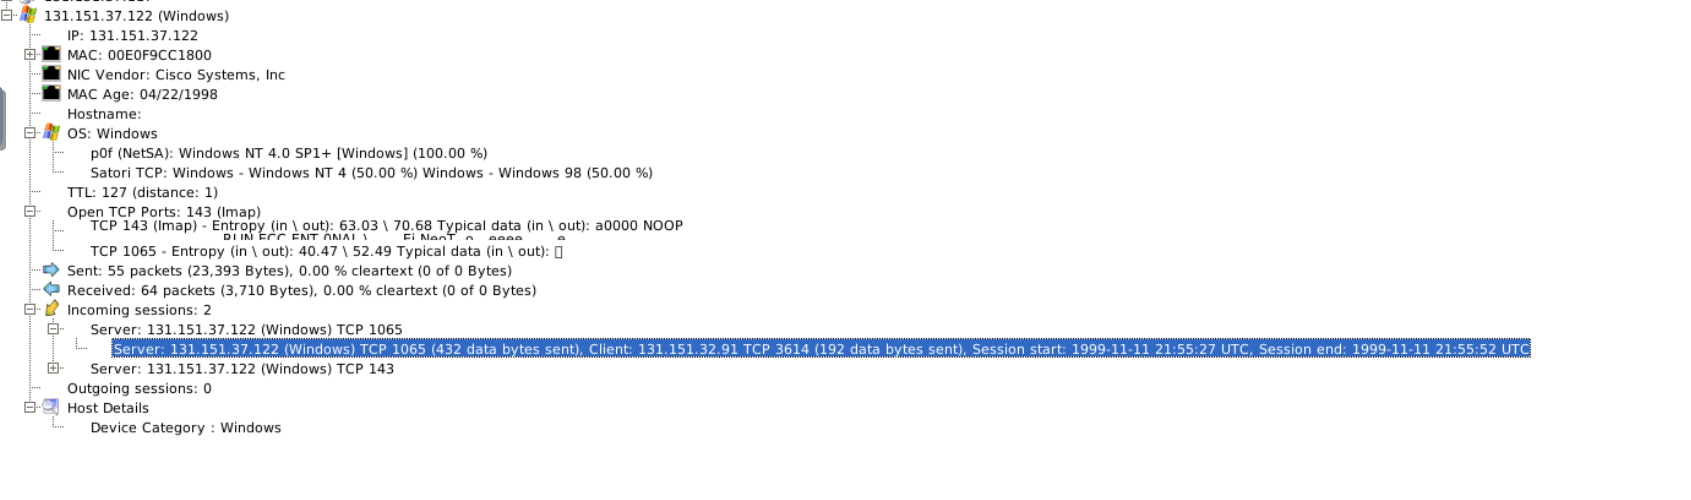 131.151.37.122 (Windows)
IP: 131.151.37.122
MAC: 00E0F9CC1800
NIC Vendor: Cisco Systems, Inc
MAC Age: 04/22/1998
Hostname:
OS: Windows
p0f (NetSA): Windows NT 4.0 SP1+ [Windows] (100.00 %)
Satori TCP: Windows - Windows NT 4 (50.00 %) Windows - Windows 98 (50.00 %)
TTL: 127 (distance: 1)
Open TCP Ports: 143 (Imap)
TCP 143 (Imap) - Entropy (in \ out): 63.03 \ 70.68 Typical data (in \ out): a0000 NOOP
TCP 1065 - Entropy (in \ out): 40.47 \ 52.49 Typical data (in \ out):
Sent: 55 packets (23,393 Bytes), 0.00 % cleartext (0 of 0 Bytes)
Received: 64 packets (3,710 Bytes), 0.00 % cleartext (0 of 0 Bytes)
Incoming sessions: 2
Server: 131.151.37.122 (Windows) TCP 1065
Server: 131.151.37.122 (Windows) TCP 1065 (432 data bytes sent), Client: 131.151.32.91 TCP 3614 (192 data bytes sent), Session start: 1999-11-11 21:55:27 UTC, Session end: 1999-11-11 21:55:52 UTC
Server: 131.151.37.122 (Windows) TCP 143
Outgoing sessions: 0
Host Details
Device Category : Windows